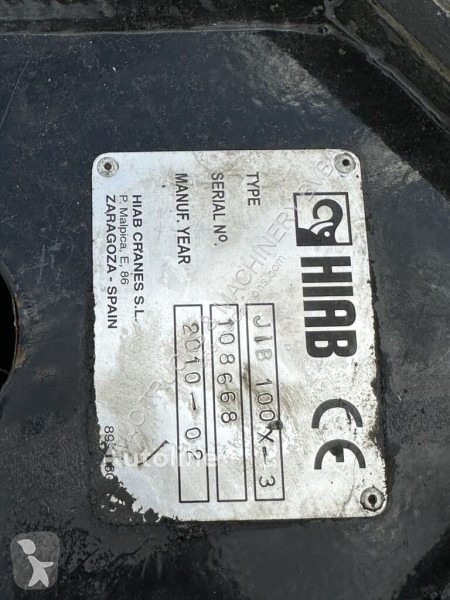 HIAB
CE
TYPE JIB 100X-3
SERIAL Nº. 108668
MANUF. YEAR 2010-02
HIAB CRANES S.L.
P. Malpica, E, 86
ZARAGOZA - SPAIN
Autoline